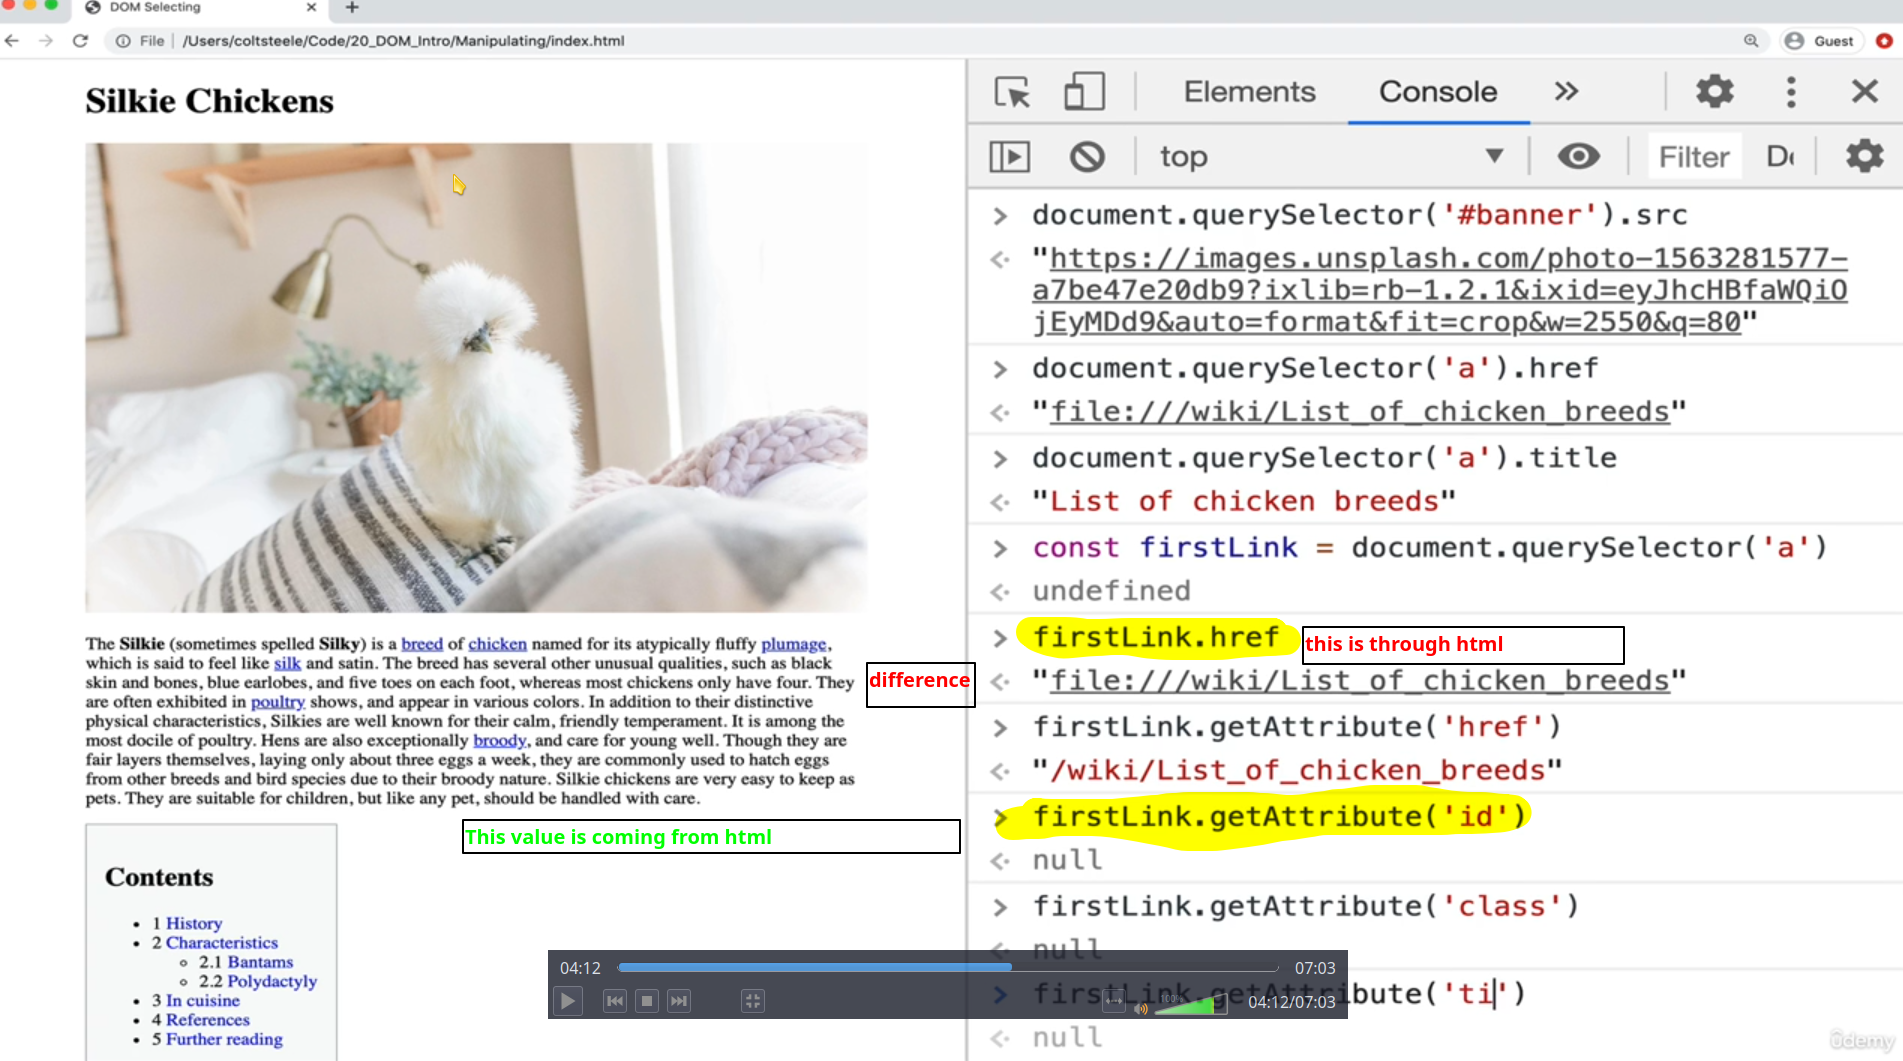 DOM Selecting
File
/Users/coltsteele/Code/20_DOM_Intro/Manipulating/index.html
Guest
Silkie Chickens
The Silkie (sometimes spelled Silky) is a breed of chicken named for its atypically fluffy plumage,
which is said to feel like silk and satin. The breed has several other unusual qualities, such as black
skin and bones, blue earlobes, and five toes on each foot, whereas most chickens only have four. They
are often exhibited in poultry shows, and appear in various colors. In addition to their distinctive
physical characteristics, Silkies are well known for their calm, friendly temperament. It is among the
most docile of poultry. Hens are also exceptionally broody, and care for young well. Though they are
fair layers themselves, laying only about three eggs a week, they are commonly used to hatch eggs
from other breeds and bird species due to their broody nature. Silkie chickens are very easy to keep as
pets. They are suitable for children, but like any pet, should be handled with care.
difference
This value is coming from html
Contents
1 History
2 Characteristics
2.1 Bantams
2.2 Polydactyly
3 In cuisine
4 References
5 Further reading
Elements
Console
top
Filter
De
> document.querySelector('#banner').src
"https://images.unsplash.com/photo-1563281577-
a7be47e20db9?ixlib=rb-1.2.1&ixid=eyJhcHBfaWQiO
jEyMDd9&auto=format&fit=crop&w=2550&q=80"
> document.querySelector('a').href
"file:///wiki/List_of_chicken_breeds"
> document.querySelector('a').title
"List of chicken breeds"
> const firstLink = document.querySelector('a')
undefined
> firstLink.href
this is through html
"file:///wiki/List_of_chicken_breeds"
> firstLink.getAttribute('href')
"/wiki/List_of_chicken_breeds"
> firstLink.getAttribute('id')
null
> firstLink.getAttribute('class')
null
> firstLink.getAttribute('ti')
null
04:12
07:03
100%
04:12/07:03
ûdemy